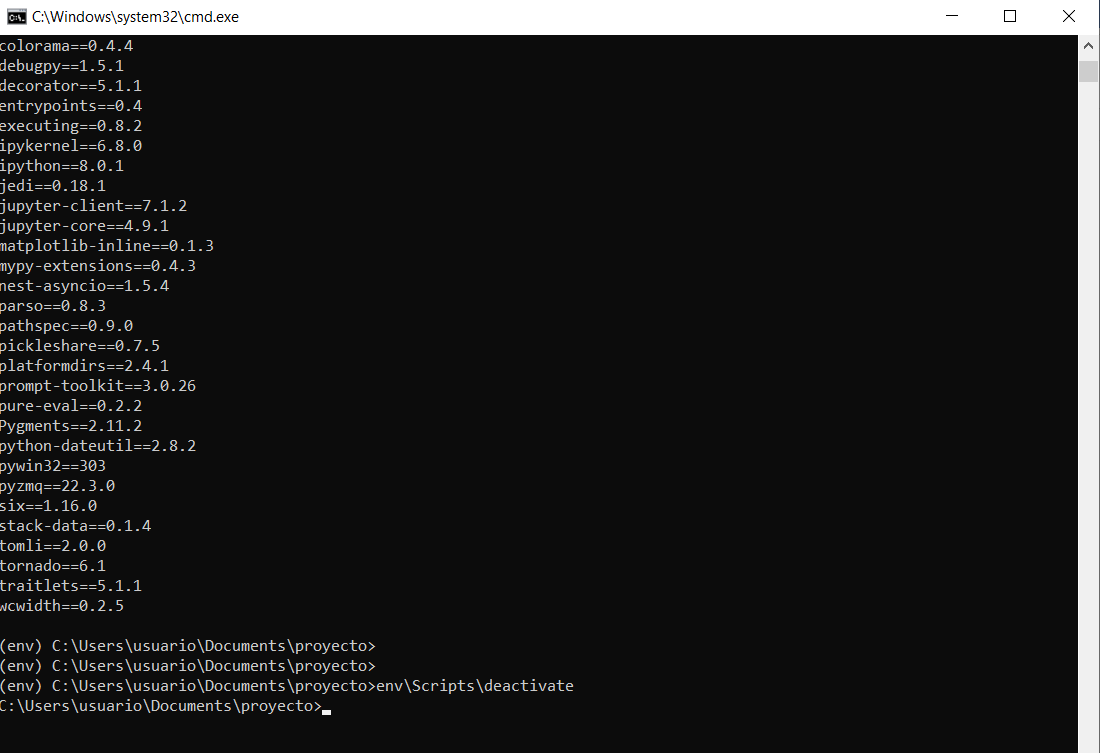 C:\Windows\system32\cmd.exe
colorama==0.4.4
debugpy==1.5.1
decorator==5.1.1
entrypoints==0.4
executing==0.8.2
ipykernel==6.8.0
ipython==8.0.1
jedi==0.18.1
jupyter-client==7.1.2
jupyter-core==4.9.1
matplotlib-inline==0.1.3
mypy-extensions==0.4.3
nest-asyncio==1.5.4
parso==0.8.3
pathspec==0.9.0
pickleshare==0.7.5
platformdirs==2.4.1
prompt-toolkit==3.0.26
pure-eval==0.2.2
Pygments==2.11.2
python-dateutil==2.8.2
pywin32==303
pyzmq==22.3.0
six==1.16.0
stack-data==0.1.4
tomli==2.0.0
tornado==6.1
traitlets==5.1.1
wcwidth==0.2.5
(env) C:\Users\usuario\Documents\proyecto>
(env) C:\Users\usuario\Documents\proyecto>
(env) C:\Users\usuario\Documents\proyecto>env\Scripts\deactivate
C:\Users\usuario\Documents\proyecto>